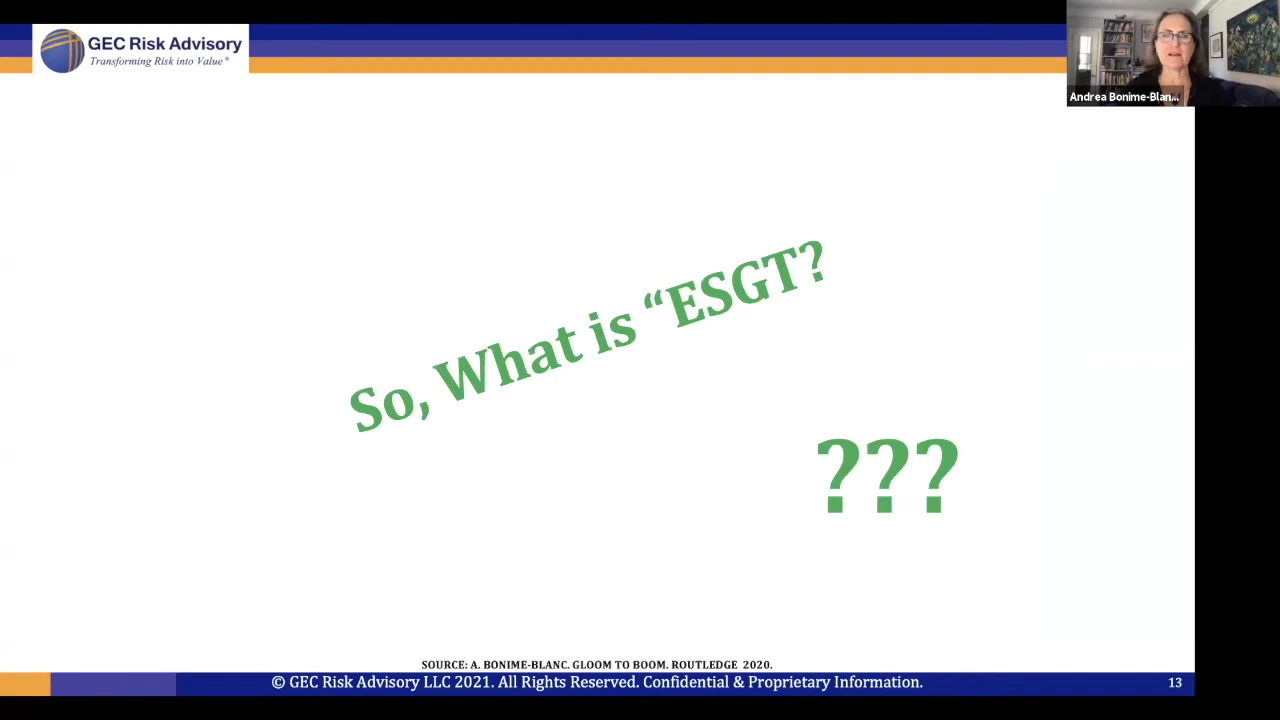 GEC Risk Advisory
Transforming Risk into Value®
Andrea Bonime-Blan...
So, What is “ESGT?
???
SOURCE: A. BONIME-BLANC. GLOOM TO BOOM. ROUTLEDGE 2020.
© GEC Risk Advisory LLC 2021. All Rights Reserved. Confidential & Proprietary Information.
13